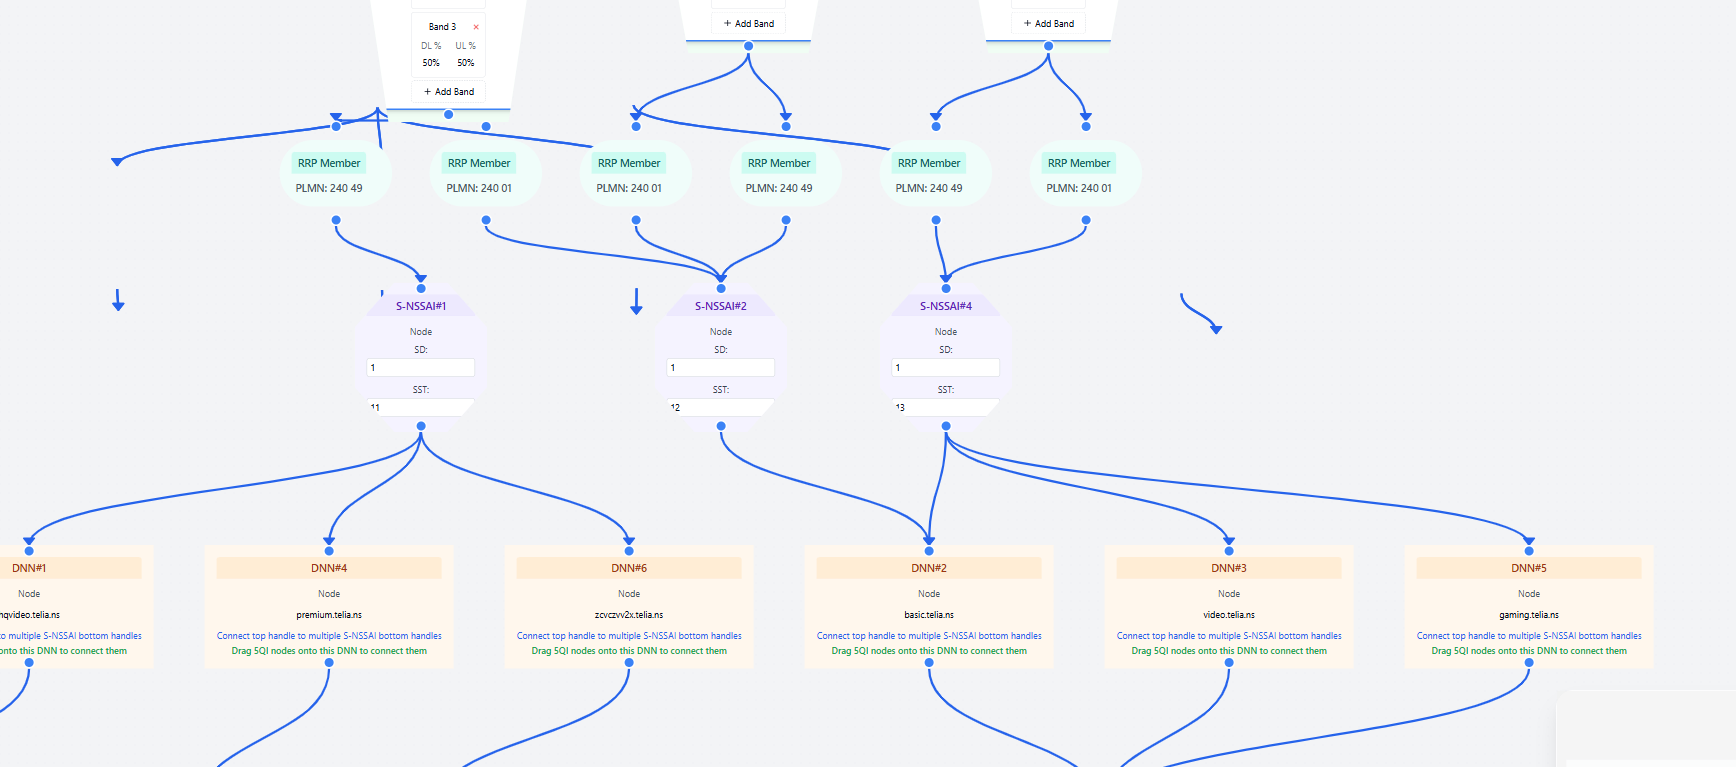 Band 3 ×
DL % UL %
50% 50%
+ Add Band
+ Add Band
+ Add Band
RRP Member
PLMN: 240 49
RRP Member
PLMN: 240 01
RRP Member
PLMN: 240 01
RRP Member
PLMN: 240 49
RRP Member
PLMN: 240 49
RRP Member
PLMN: 240 01
S-NSSAI#1
Node
SD:
1
SST:
11
S-NSSAI#2
Node
SD:
1
SST:
12
S-NSSAI#4
Node
SD:
1
SST:
13
DNN#1
Node
hqvideo.telia.ns
to multiple S-NSSAI bottom handles
onto this DNN to connect them
DNN#4
Node
premium.telia.ns
Connect top handle to multiple S-NSSAI bottom handles
Drag 5QI nodes onto this DNN to connect them
DNN#6
Node
zcvczvv2x.telia.ns
Connect top handle to multiple S-NSSAI bottom handles
Drag 5QI nodes onto this DNN to connect them
DNN#2
Node
basic.telia.ns
Connect top handle to multiple S-NSSAI bottom handles
Drag 5QI nodes onto this DNN to connect them
DNN#3
Node
video.telia.ns
Connect top handle to multiple S-NSSAI bottom handles
Drag 5QI nodes onto this DNN to connect them
DNN#5
Node
gaming.telia.ns
Connect top handle to multiple S-NSSAI bottom handles
Drag 5QI nodes onto this DNN to connect them